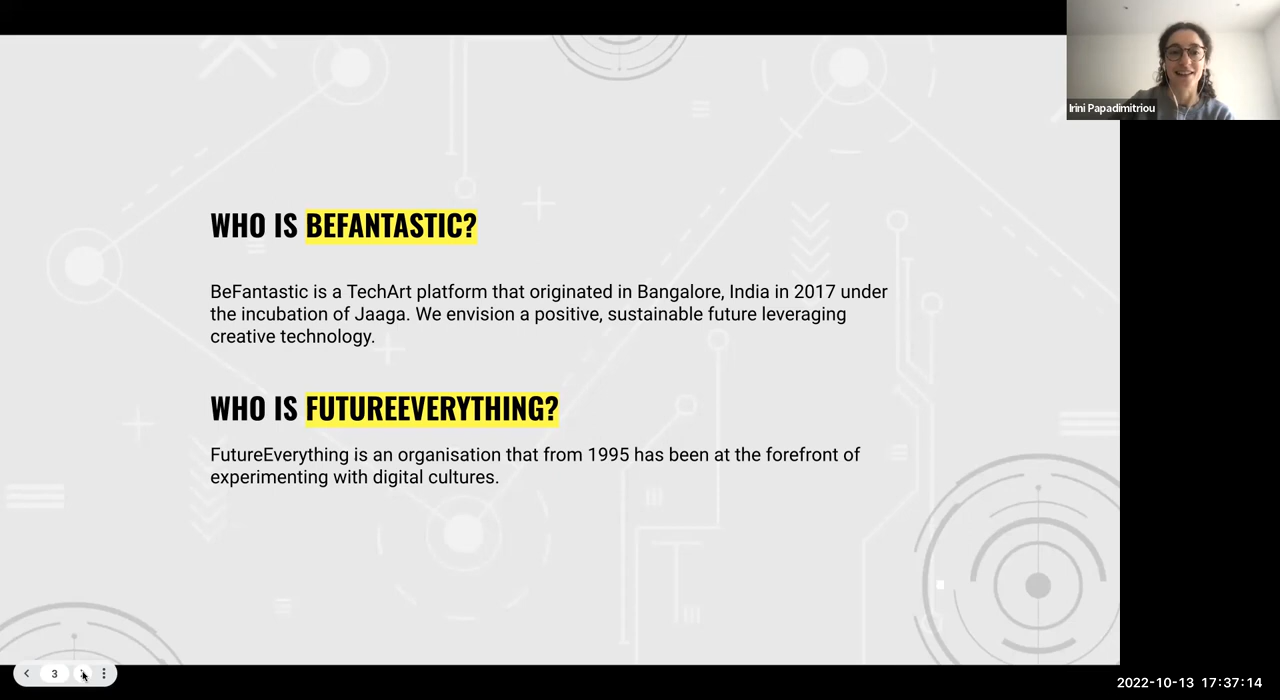 Irini Papadimitriou
WHO IS BEFANTASTIC?
BeFantastic is a TechArt platform that originated in Bangalore, India in 2017 under
the incubation of Jaaga. We envision a positive, sustainable future leveraging
creative technology.
WHO IS FUTUREEVERYTHING?
FutureEverything is an organisation that from 1995 has been at the forefront of
experimenting with digital cultures.
3
2022-10-13 17:37:14